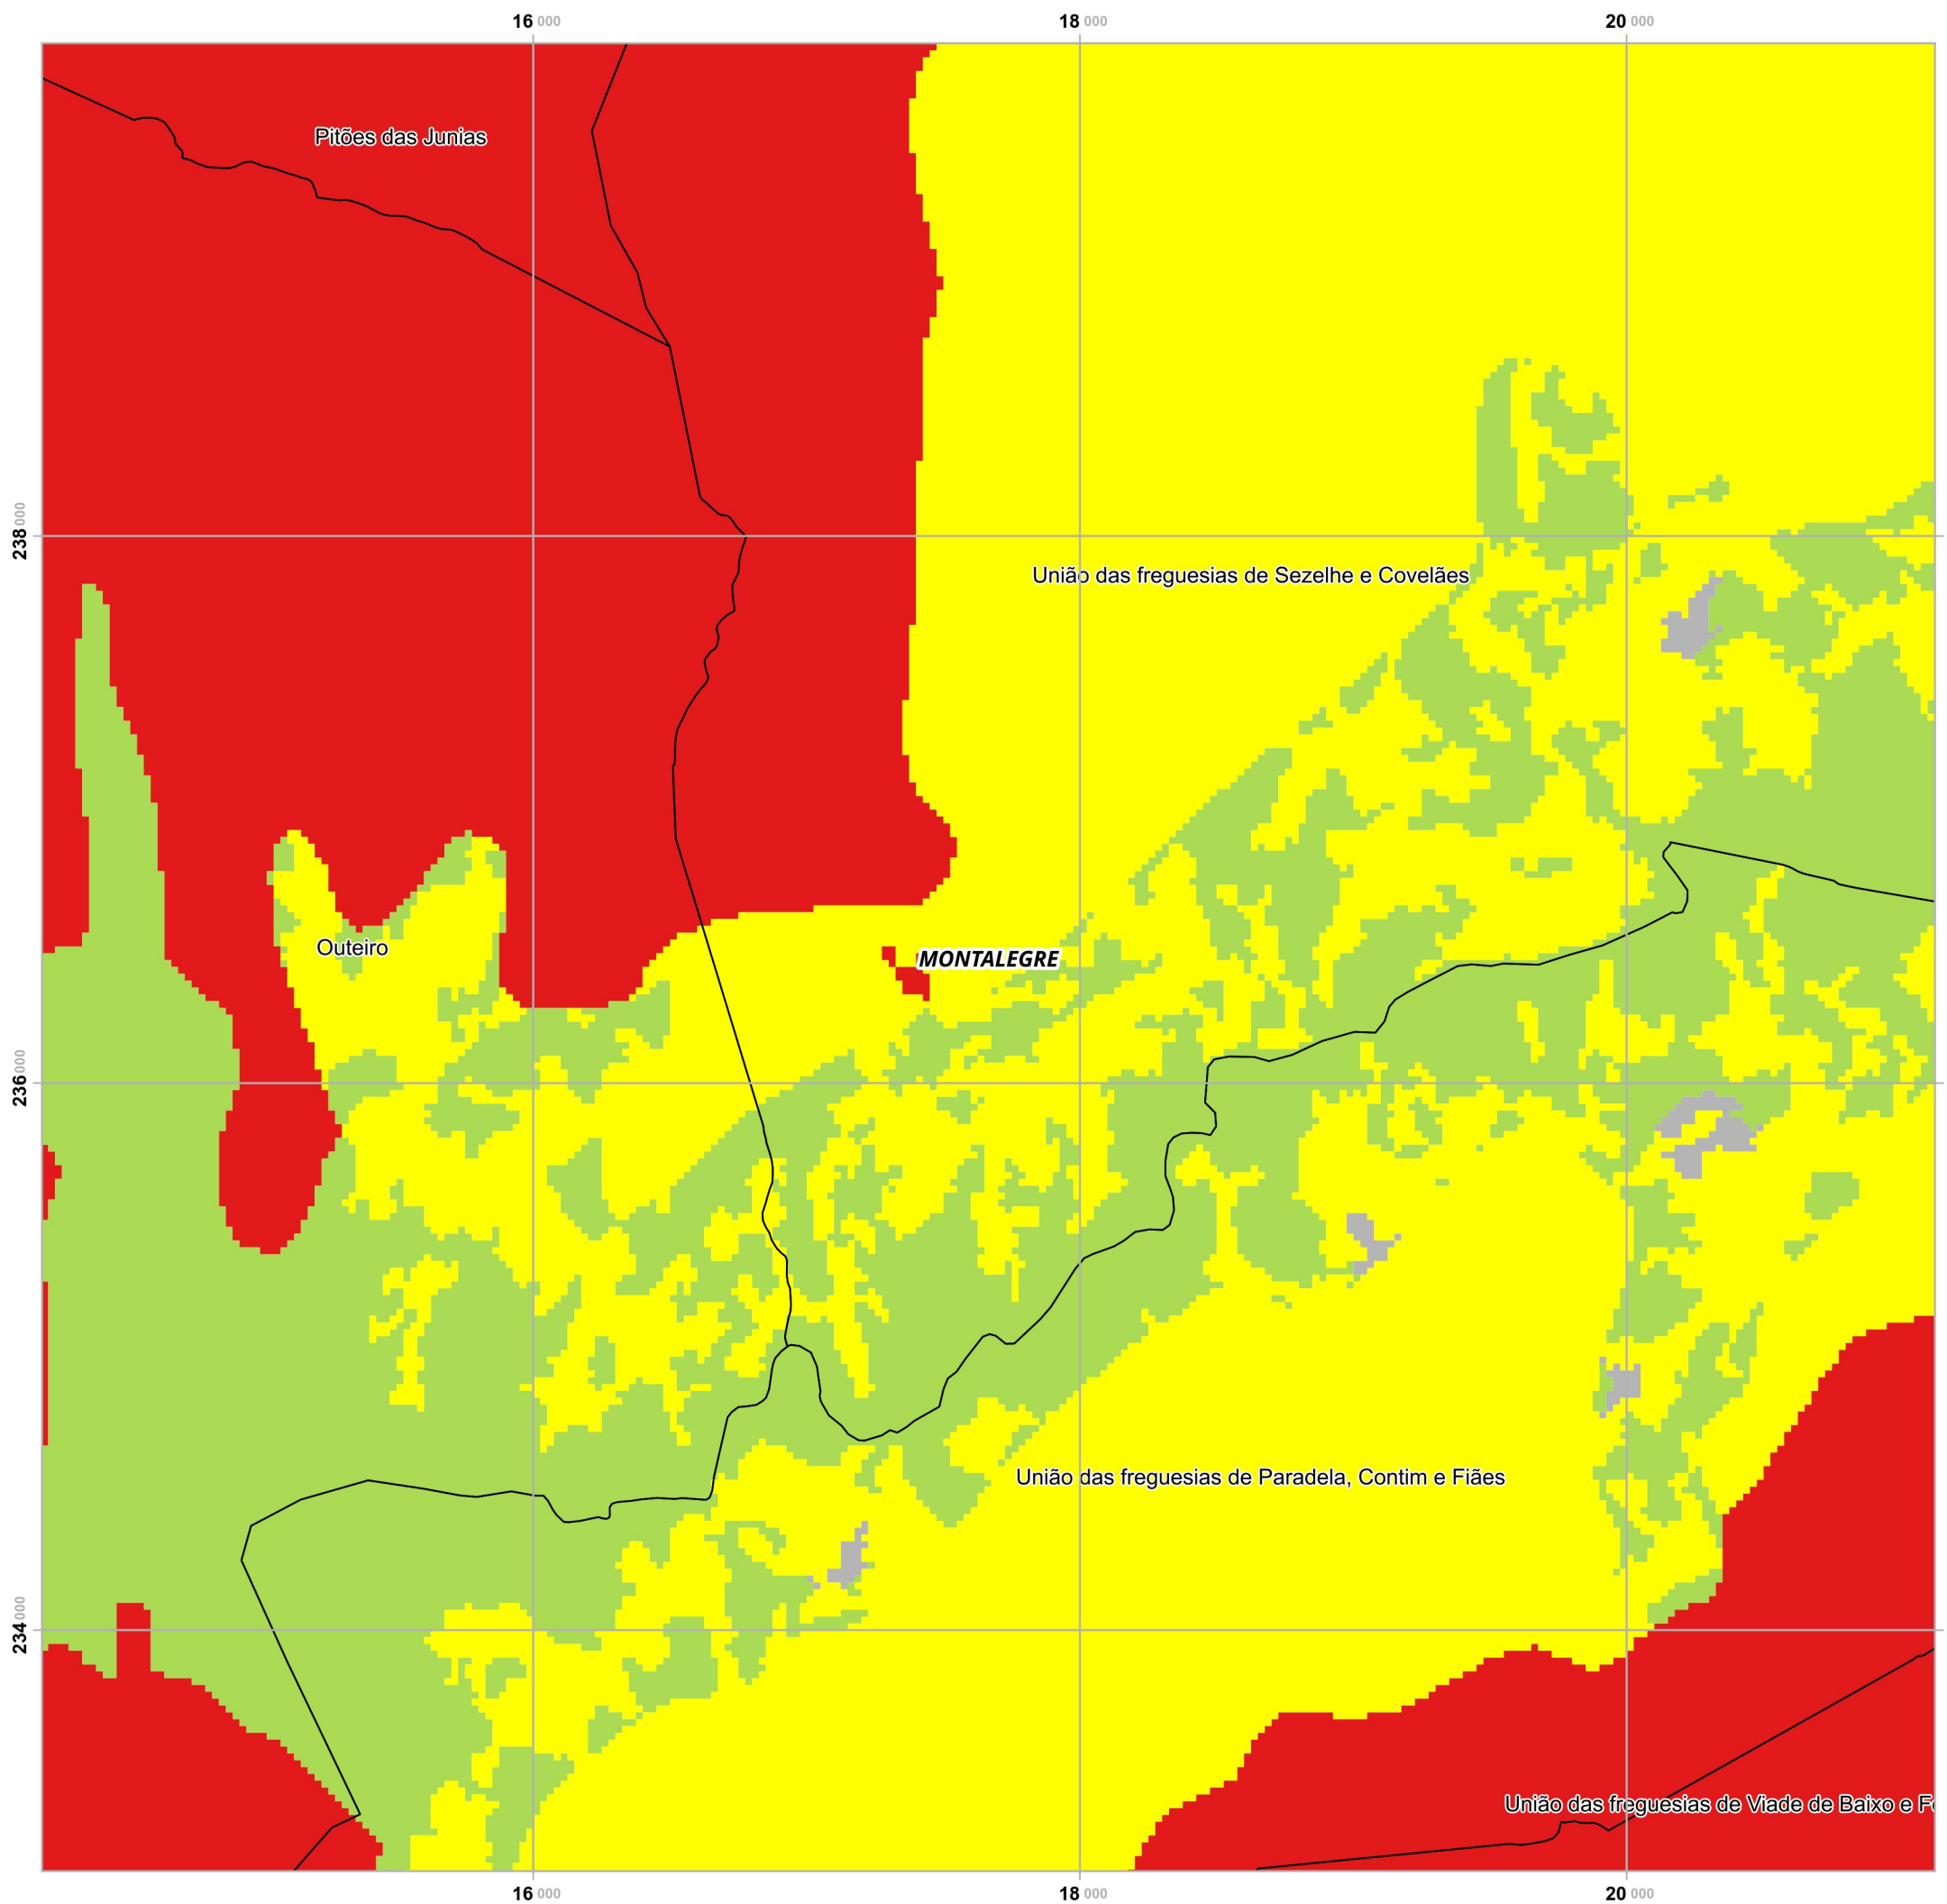 16 000 18 000 20 000
Pitões das Junias
238 000
União das freguesias de Sezelhe e Covelães
Outeiro
MONTALEGRE
236 000
União das freguesias de Paradela, Contim e Fiães
234 000
União das freguesias de Viade de Baixo e Fe
16 000 18 000 20 000